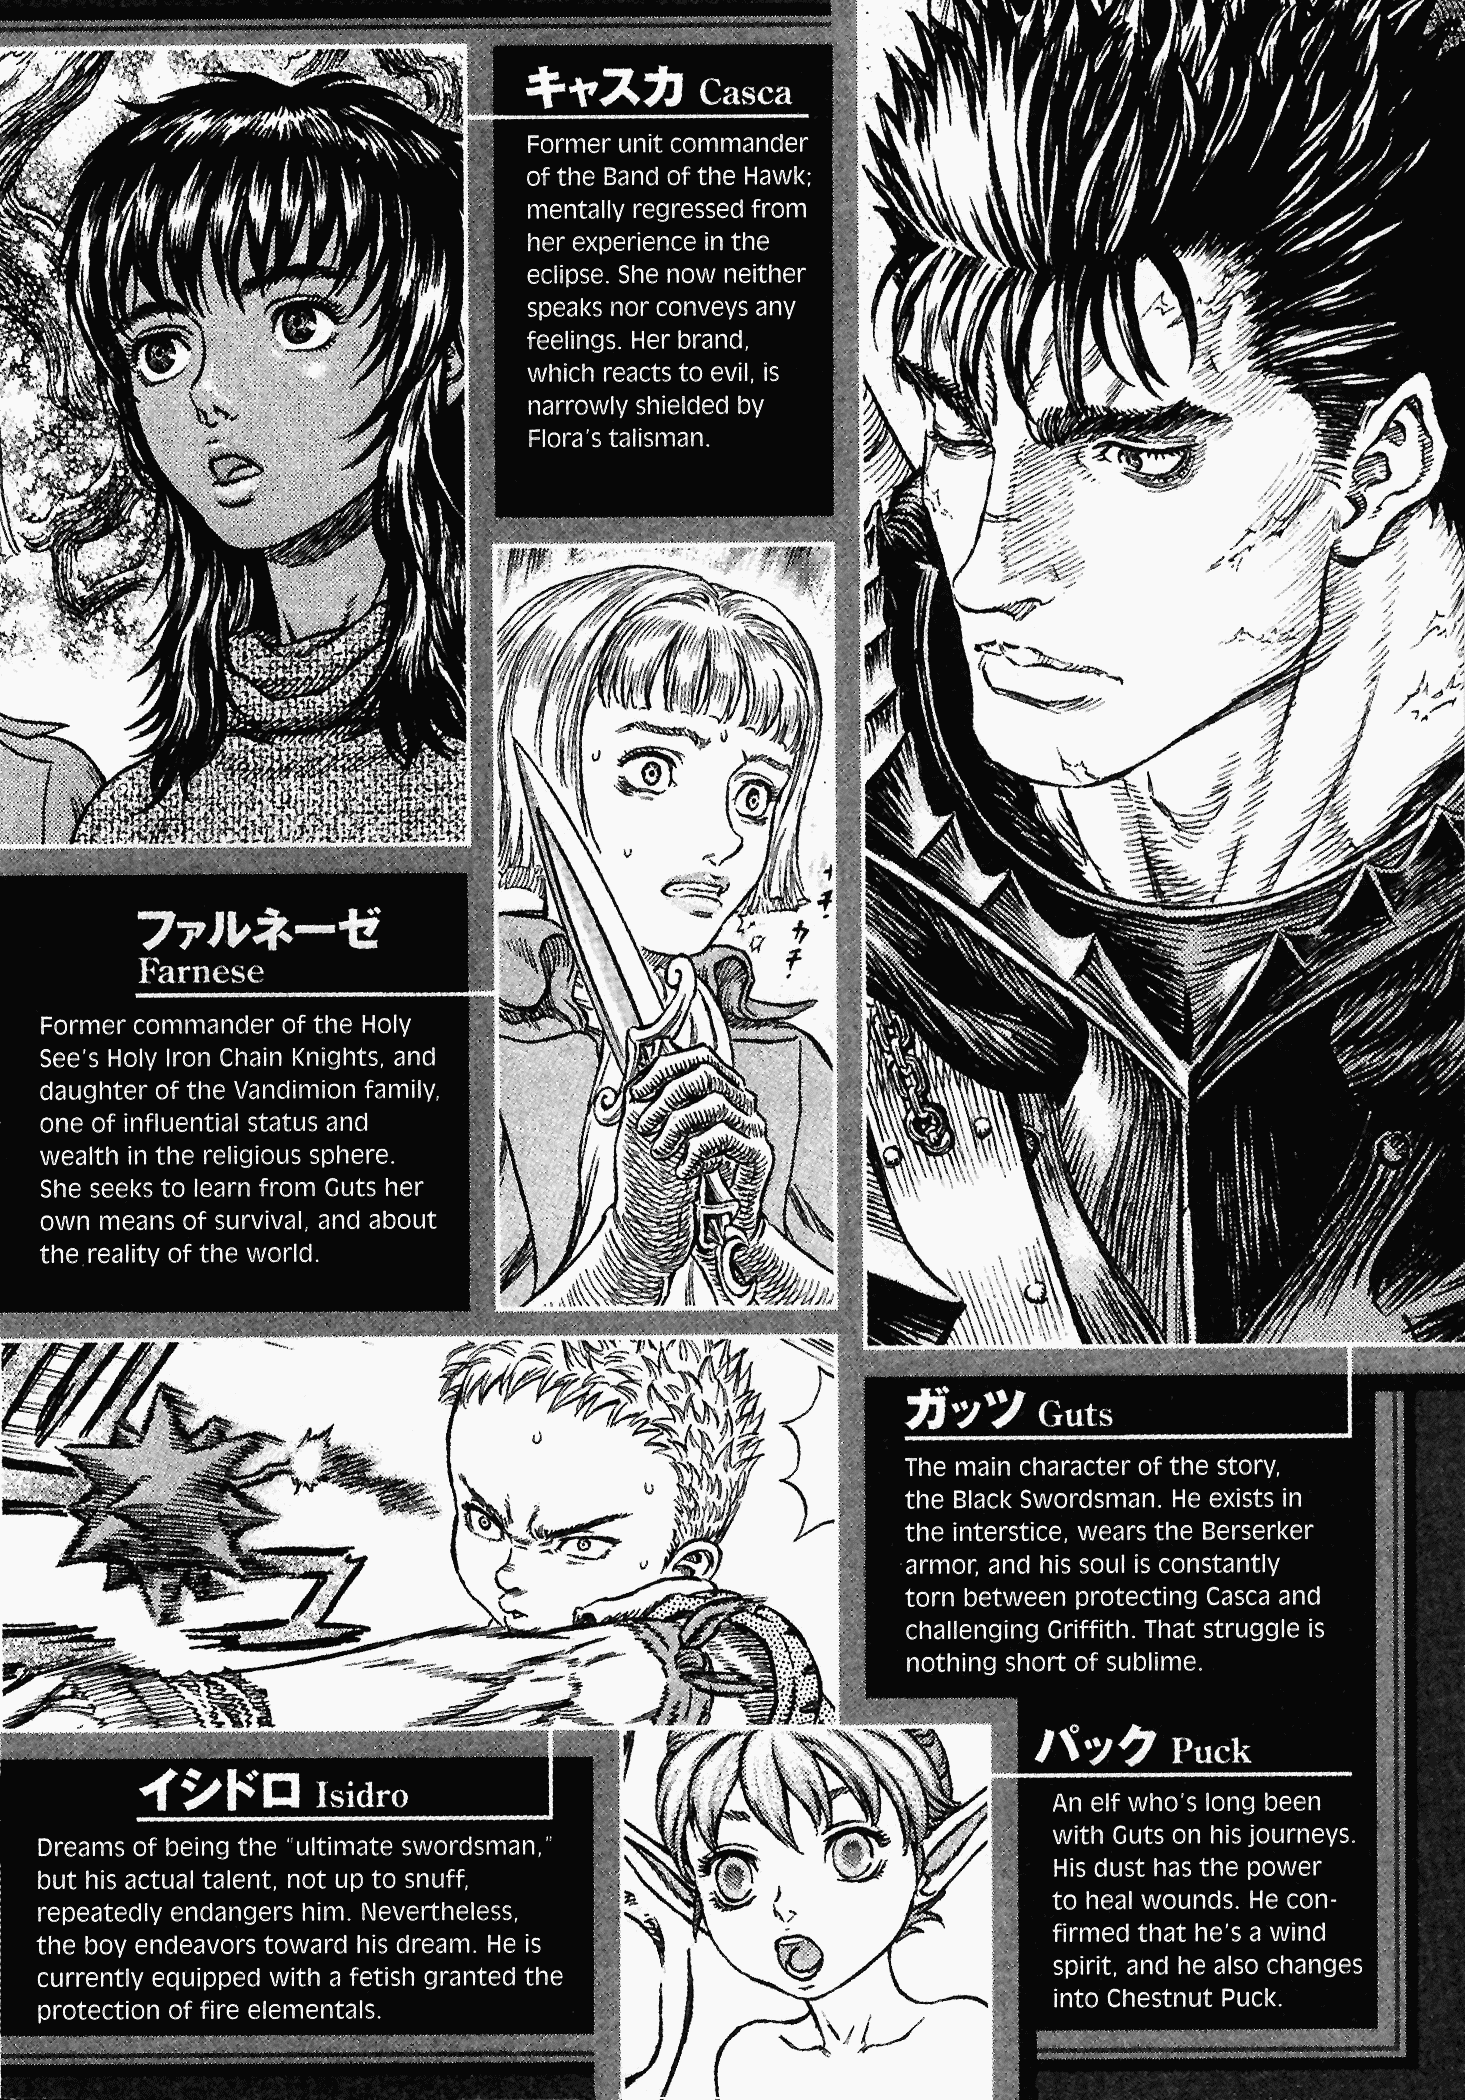 キャスカ Casca
Former unit commander
of the Band of the Hawk;
mentally regressed from
her experience in the
eclipse. She now neither
speaks nor conveys any
feelings. Her brand,
which reacts to evil, is
narrowly shielded by
Flora's talisman.
ファルネーゼ
Farnese
Former commander of the Holy
See's Holy Iron Chain Knights, and
daughter of the Vandimion family,
one of influential status and
wealth in the religious sphere.
She seeks to learn from Guts her
own means of survival, and about
the reality of the world.
ガッツ Guts
The main character of the story,
the Black Swordsman. He exists in
the interstice, wears the Berserker
armor, and his soul is constantly
torn between protecting Casca and
challenging Griffith. That struggle is
nothing short of sublime.
イシドロ Isidro
Dreams of being the "ultimate swordsman,"
but his actual talent, not up to snuff,
repeatedly endangers him. Nevertheless,
the boy endeavors toward his dream. He is
currently equipped with a fetish granted the
protection of fire elementals.
パック Puck
An elf who's long been
with Guts on his journeys.
His dust has the power
to heal wounds. He con-
firmed that he's a wind
spirit, and he also changes
into Chestnut Puck.